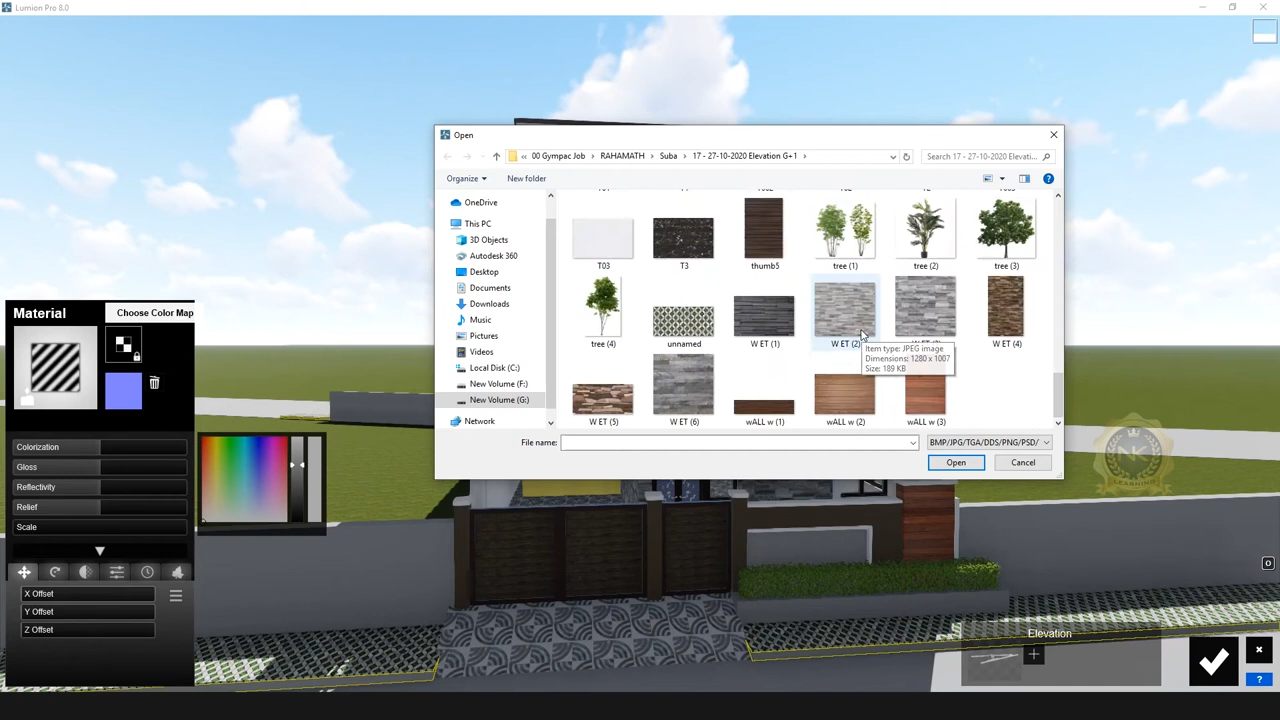 Lumion Pro 8.0
Open
« 00 Gympac Job > RAHAMATH > Suba > 17 - 27-10-2020 Elevation G+1 >
Search 17 - 27-10-2020 Elevati...
Organize
New folder
OneDrive
This PC
3D Objects
Autodesk 360
Desktop
Documents
Downloads
Music
Pictures
Videos
Local Disk (C:)
New Volume (F:)
New Volume (G:)
Network
T03
T3
thumb5
tree (1)
tree (2)
tree (3)
tree (4)
unnamed
W ET (1)
W ET (2)
W ET (4)
Item type: JPEG image
Dimensions: 1280 x 1007
Size: 189 KB
W ET (5)
W ET (6)
wALL w (1)
wALL w (2)
wALL w (3)
File name:
BMP/JPG/TGA/DDS/PNG/PSD/
Open
Cancel
Material
Choose Color Map
Colorization
Gloss
Reflectivity
Relief
Scale
X Offset
Y Offset
Z Offset
NK
LEARNING
Elevation
O
?